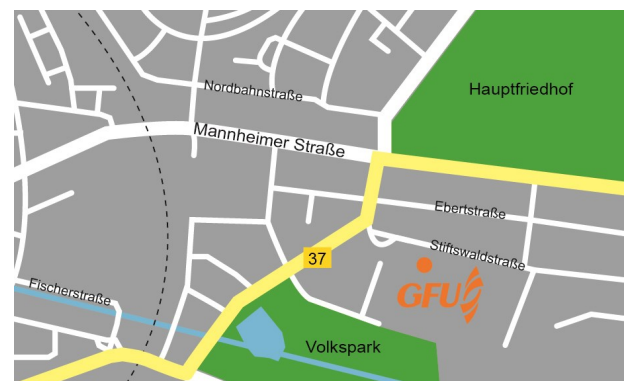 Hauptfriedhof
Nordbahnstraße
Mannheimer Straße
Ebertstraße
Stiftswaldstraße
37
Fischerstraße
GFU
Volkspark